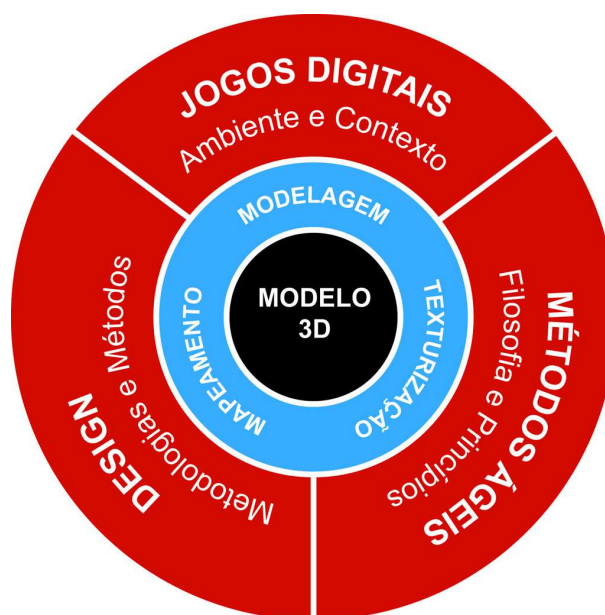 JOGOS DIGITAIS
Ambiente e Contexto
MODELAGEM
MODELO
3D
TEXTURIZAÇÃO
MAPEAMENTO
MÉTODOS ÁGEIS
Filosofia e Princípios
DESIGN
Metodologias e Métodos